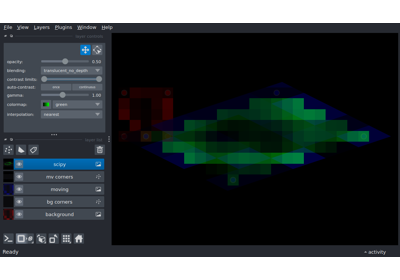 File View Layers Plugins Window Help
opacity: 0.50
blending: translucent_no_depth
contrast limits:
auto-contrast: once continuous
gamma: 1.00
colormap: green
interpolation: nearest
scipy
mv corners
moving
bg corners
background
Ready
activity